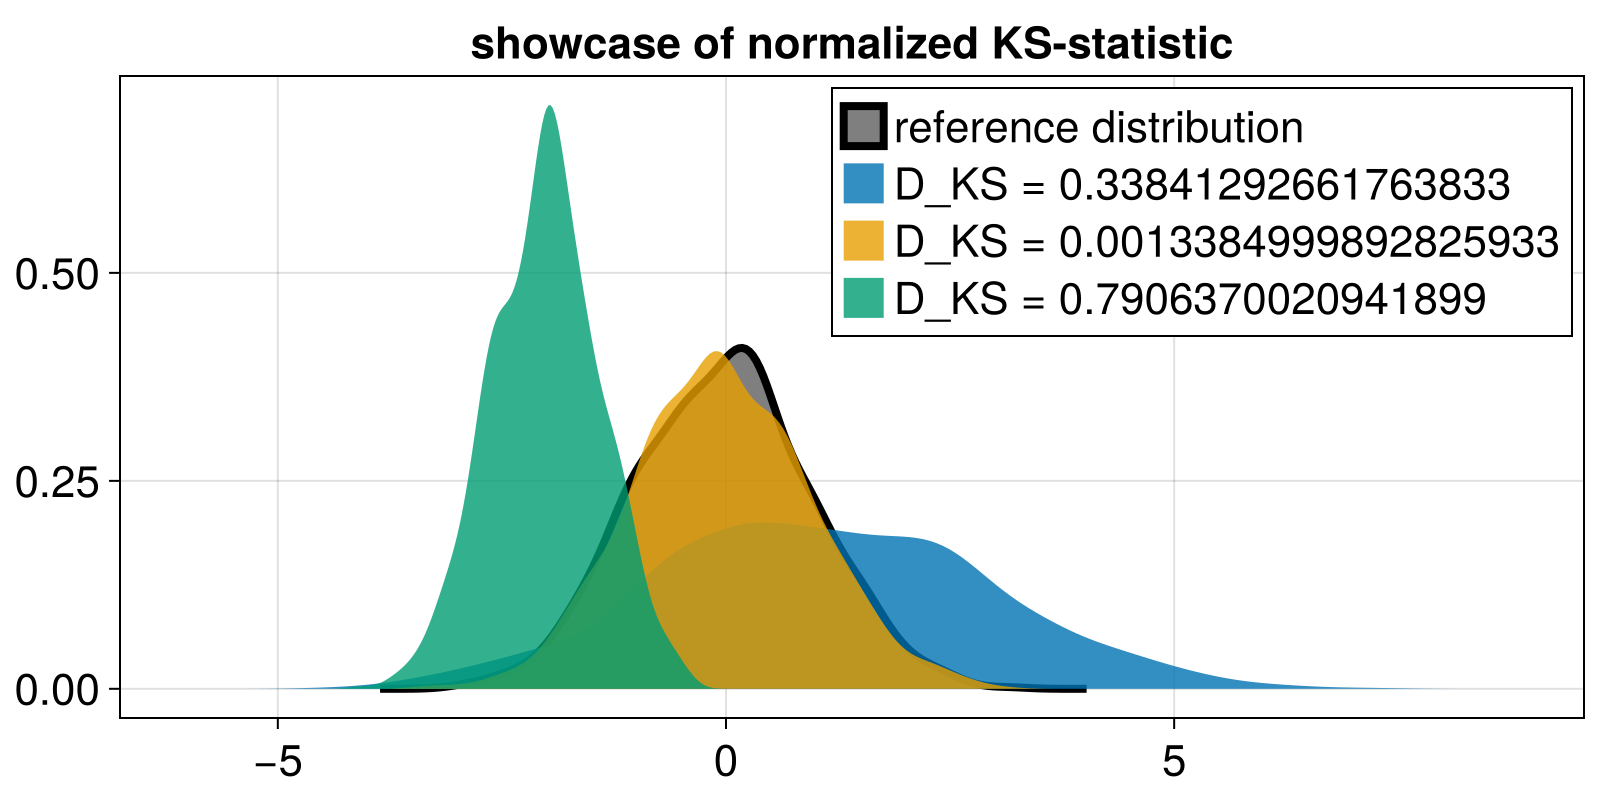 showcase of normalized KS-statistic
reference distribution
D_KS = 0.33841292661763833
D_KS = 0.0013384999892825933
D_KS = 0.7906370020941899
0.50
0.25
0.00
−5
0
5